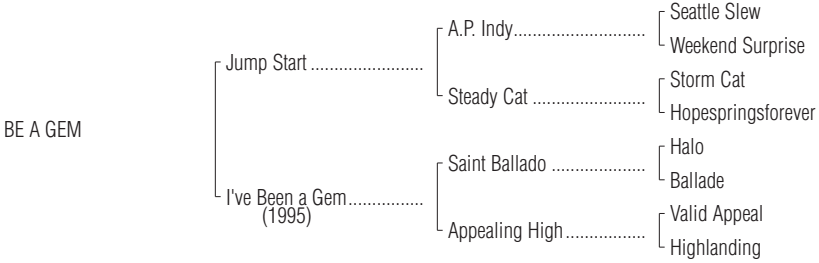 Seattle Slew
A.P. Indy............................
Weekend Surprise
Jump Start ........................
Storm Cat
Steady Cat ........................
Hopespringsforever
BE A GEM
Halo
Saint Ballado ....................
Ballade
I've Been a Gem................
(1995)
Valid Appeal
Appealing High.................
Highlanding